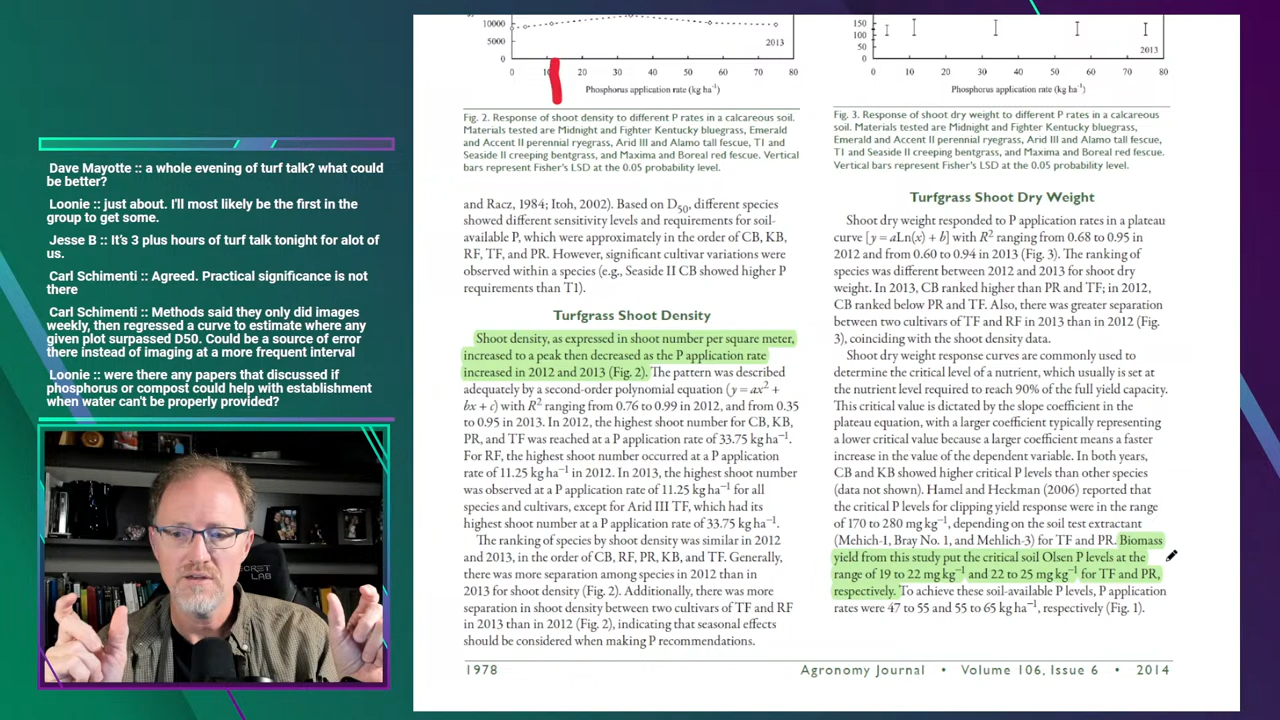 Dave Mayotte :: a whole evening of turf talk? what could
be better?
Loonie :: just about. I'll most likely be the first in the
group to get some.
Jesse B :: It's 3 plus hours of turf talk tonight for alot of
us.
Carl Schimenti :: Agreed. Practical significance is not
there
Carl Schimenti :: Methods said they only did images
weekly, then regressed a curve to estimate where any
given plot surpassed D50. Could be a source of error
there instead of imaging at a more frequent interval
Loonie :: were there any papers that discussed if
phosphorus or compost could help with establishment
when water can't be properly provided?
SECRET
LAB
10000
5000
0
2013
0 10 20 30 40 50 60 70 80
Phosphorus application rate (kg ha⁻¹)
Fig. 2. Response of shoot density to different P rates in a calcareous soil.
Materials tested are Midnight and Fighter Kentucky bluegrass, Emerald
and Accent II perennial ryegrass, Arid III and Alamo tall fescue, T1 and
Seaside II creeping bentgrass, and Maxima and Boreal red fescue. Vertical
bars represent Fisher's LSD at the 0.05 probability level.
and Racz, 1984; Itoh, 2002). Based on D₅₀, different species
showed different sensitivity levels and requirements for soil-
available P, which were approximately in the order of CB, KB,
RF, TF, and PR. However, significant cultivar variations were
observed within a species (e.g., Seaside II CB showed higher P
requirements than T1).
Turfgrass Shoot Density
Shoot density, as expressed in shoot number per square meter,
increased to a peak then decreased as the P application rate
increased in 2012 and 2013 (Fig. 2). The pattern was described
adequately by a second-order polynomial equation (y = ax² +
bx + c) with R² ranging from 0.76 to 0.99 in 2012, and from 0.35
to 0.95 in 2013. In 2012, the highest shoot number for CB, KB,
PR, and TF was reached at a P application rate of 33.75 kg ha⁻¹.
For RF, the highest shoot number occurred at a P application
rate of 11.25 kg ha⁻¹ in 2012. In 2013, the highest shoot number
was observed at a P application rate of 11.25 kg ha⁻¹ for all
species and cultivars, except for Arid III TF, which had its
highest shoot number at a P application rate of 33.75 kg ha⁻¹.
The ranking of species by shoot density was similar in 2012
and 2013, in the order of CB, RF, PR, KB, and TF. Generally,
there was more separation among species in 2012 than in
2013 for shoot density (Fig. 2). Additionally, there was more
separation in shoot density between two cultivars of TF and RF
in 2013 than in 2012 (Fig. 2), indicating that seasonal effects
should be considered when making P recommendations.
150
100
50
0
2013
0 10 20 30 40 50 60 70 80
Phosphorus application rate (kg ha⁻¹)
Fig. 3. Response of shoot dry weight to different P rates in a calcareous
soil. Materials tested are Midnight and Fighter Kentucky bluegrass,
Emerald and Accent II perennial ryegrass, Arid III and Alamo tall fescue,
T1 and Seaside II creeping bentgrass, and Maxima and Boreal red fescue.
Vertical bars represent Fisher's LSD at the 0.05 probability level.
Turfgrass Shoot Dry Weight
Shoot dry weight responded to P application rates in a plateau
curve [y = aLn(x) + b] with R² ranging from 0.68 to 0.95 in
2012 and from 0.60 to 0.94 in 2013 (Fig. 3). The ranking of
species was different between 2012 and 2013 for shoot dry
weight. In 2013, CB ranked higher than PR and TF; in 2012,
CB ranked below PR and TF. Also, there was greater separation
between two cultivars of TF and RF in 2013 than in 2012 (Fig.
3), coinciding with the shoot density data.
Shoot dry weight response curves are commonly used to
determine the critical level of a nutrient, which usually is set at
the nutrient level required to reach 90% of the full yield capacity.
This critical value is dictated by the slope coefficient in the
plateau equation, with a larger coefficient typically representing
a lower critical value because a larger coefficient means a faster
increase in the value of the dependent variable. In both years,
CB and KB showed higher critical P levels than other species
(data not shown). Hamel and Heckman (2006) reported that
the critical P levels for clipping yield response were in the range
of 170 to 280 mg kg⁻¹, depending on the soil test extractant
(Mehich-1, Bray No. 1, and Mehlich-3) for TF and PR. Biomass
yield from this study put the critical soil Olsen P levels at the
range of 19 to 22 mg kg⁻¹ and 22 to 25 mg kg⁻¹ for TF and PR,
respectively. To achieve these soil-available P levels, P application
rates were 47 to 55 and 55 to 65 kg ha⁻¹, respectively (Fig. 1).
1978
Agronomy Journal • Volume 106, Issue 6 • 2014